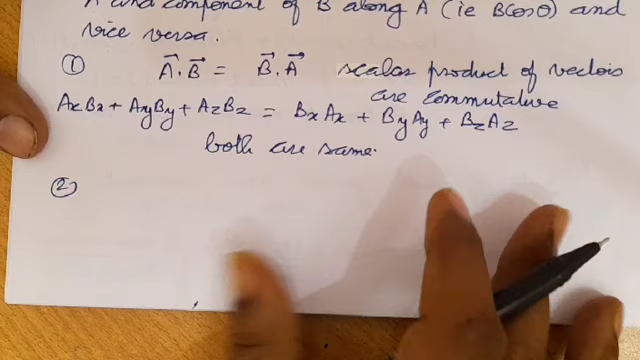 A and component of B along A (ie Bcosθ) and
vice versa.
① A⃗.B⃗ = B⃗.A⃗ scalar product of vectors
are commutative
AxBx + AyBy + AzBz = BxAx + ByAy + BzAz
both are same.
②